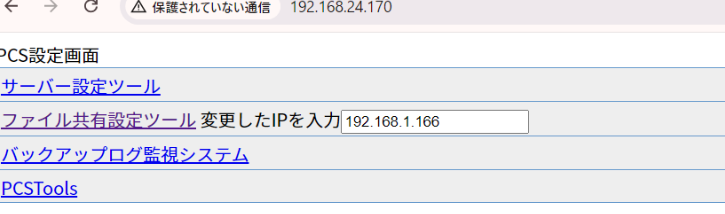 保護されていない通信 192.168.24.170
PCS設定画面
サーバー設定ツール
ファイル共有設定ツール 変更したIPを入力 192.168.1.166
バックアップログ監視システム
PCSTools